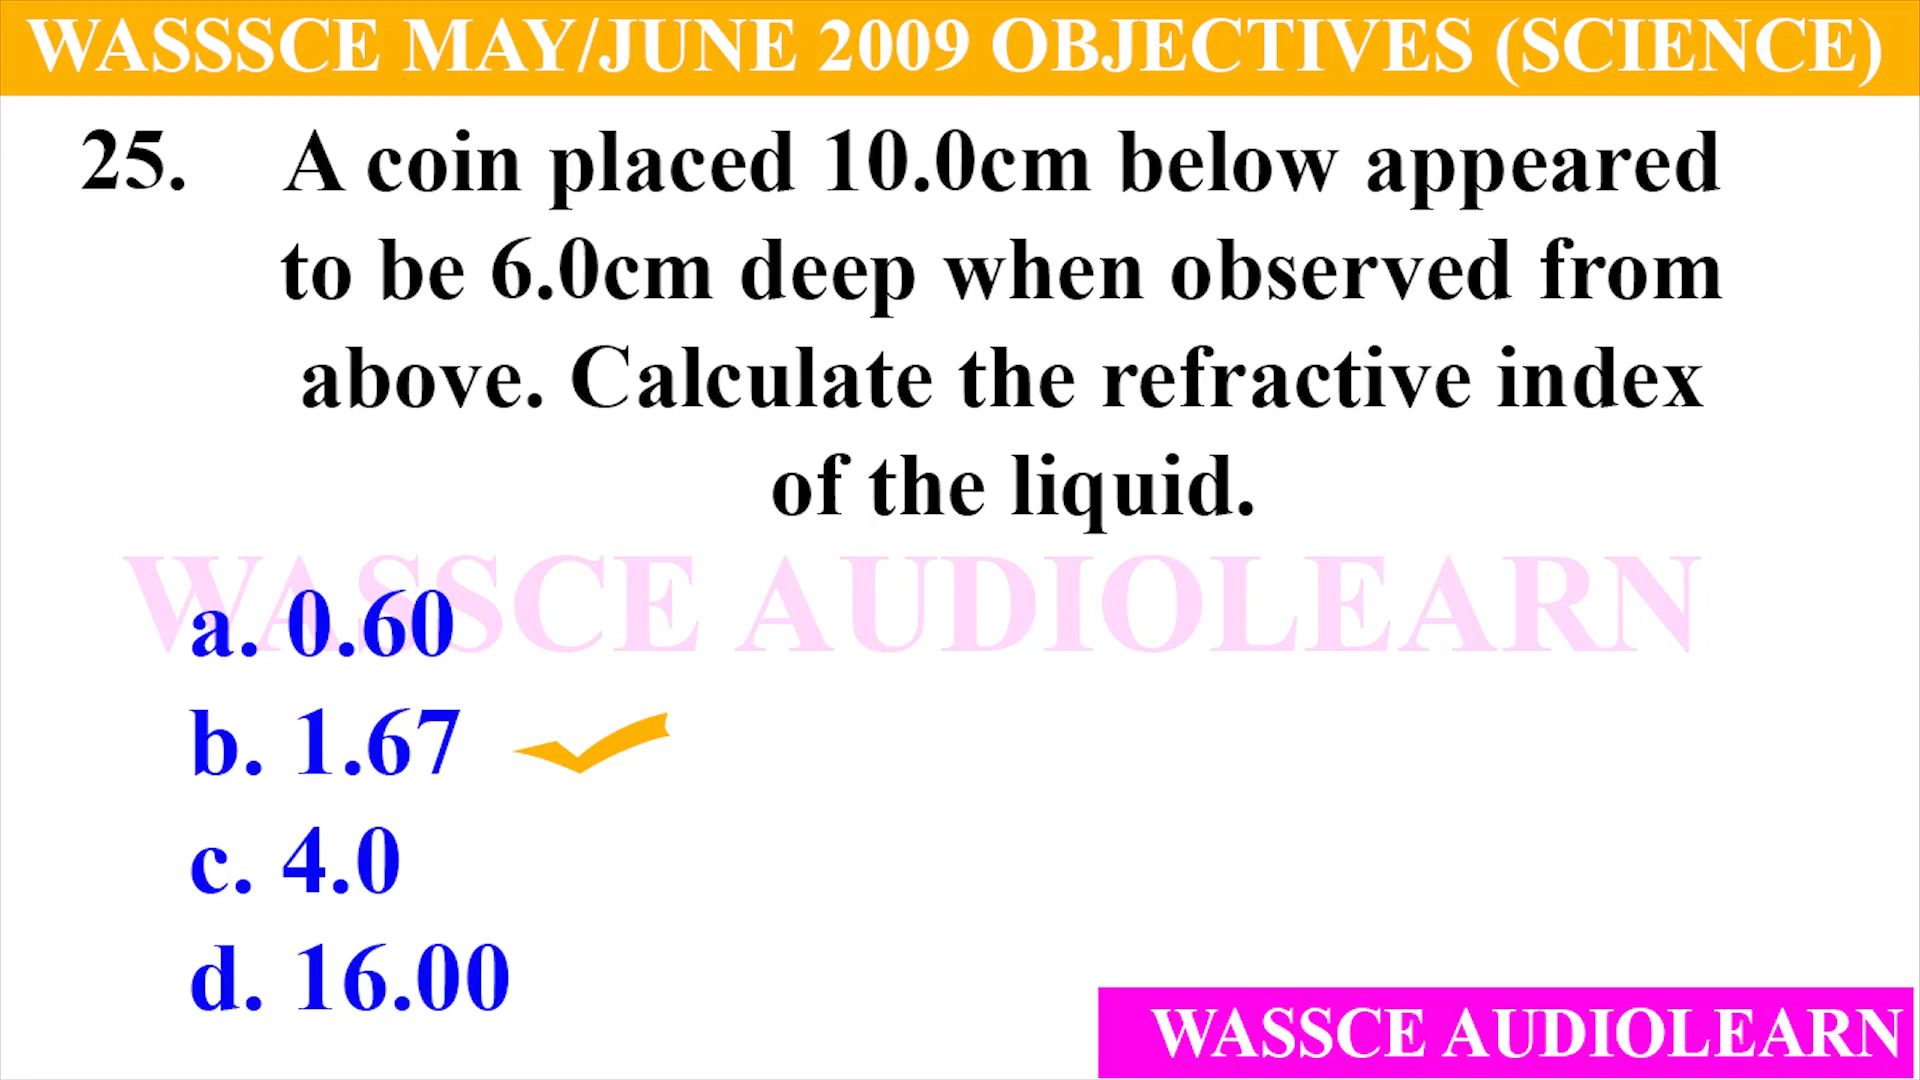 WASSSCE MAY/JUNE 2009 OBJECTIVES (SCIENCE)
25. A coin placed 10.0cm below appeared
to be 6.0cm deep when observed from
above. Calculate the refractive index
of the liquid.
WASSCE AUDIOLEARN
a. 0.60
b. 1.67
c. 4.0
d. 16.00
WASSCE AUDIOLEARN